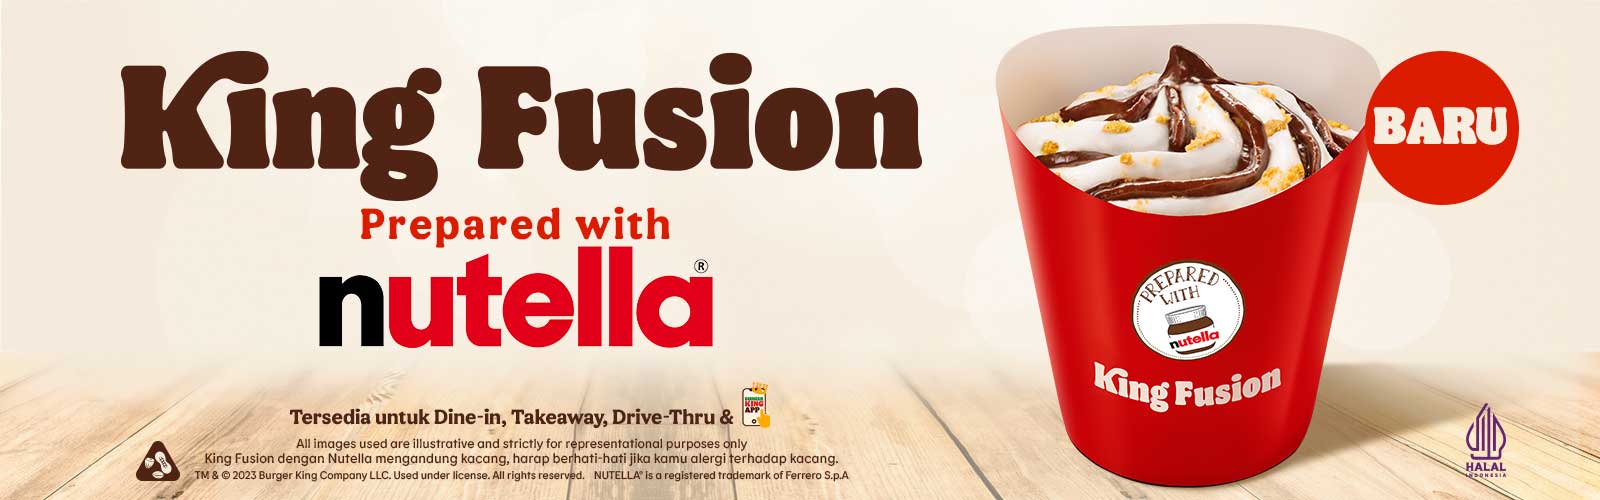 King Fusion
Prepared with
nutella®
Tersedia untuk Dine-in, Takeaway, Drive-Thru &
BURGER
KING
APP
All images used are illustrative and strictly for representational purposes only
King Fusion dengan Nutella mengandung kacang, harap berhati-hati jika kamu alergi terhadap kacang.
TM & © 2023 Burger King Company LLC. Used under license. All rights reserved. NUTELLA® is a registered trademark of Ferrero S.p.A
BARU
PREPARED
WITH
nutella
King Fusion
HALAL
INDONESIA